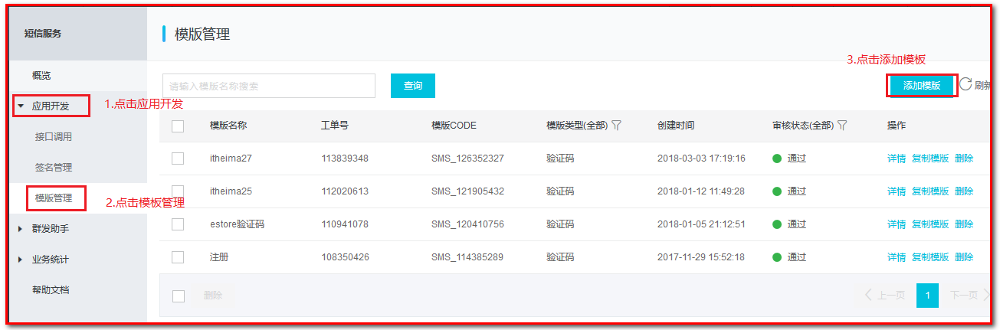 短信服务
模版管理
3.点击添加模板
概览
请输入模版名称搜索 查询 添加模版 刷新
应用开发 1.点击应用开发
模版名称 工单号 模版CODE 模版类型(全部) 创建时间 审核状态(全部) 操作
接口调用
itheima27 113839348 SMS_126352327 验证码 2018-03-03 17:19:16 通过 详情 复制模版 删除
签名管理
itheima25 112020613 SMS_121905432 验证码 2018-01-12 11:49:28 通过 详情 复制模版 删除
模版管理 2.点击模板管理
estore验证码 110941078 SMS_120410756 验证码 2018-01-05 21:12:51 通过 详情 复制模版 删除
群发助手
注册 108350426 SMS_114385289 验证码 2017-11-29 15:52:18 通过 详情 复制模版 删除
业务统计
帮助文档
删除 上一页 1 下一页